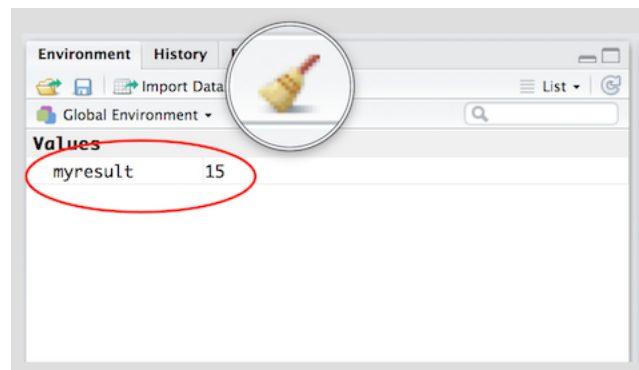 Environment History
Import Data
List
Global Environment
Values
myresult 15